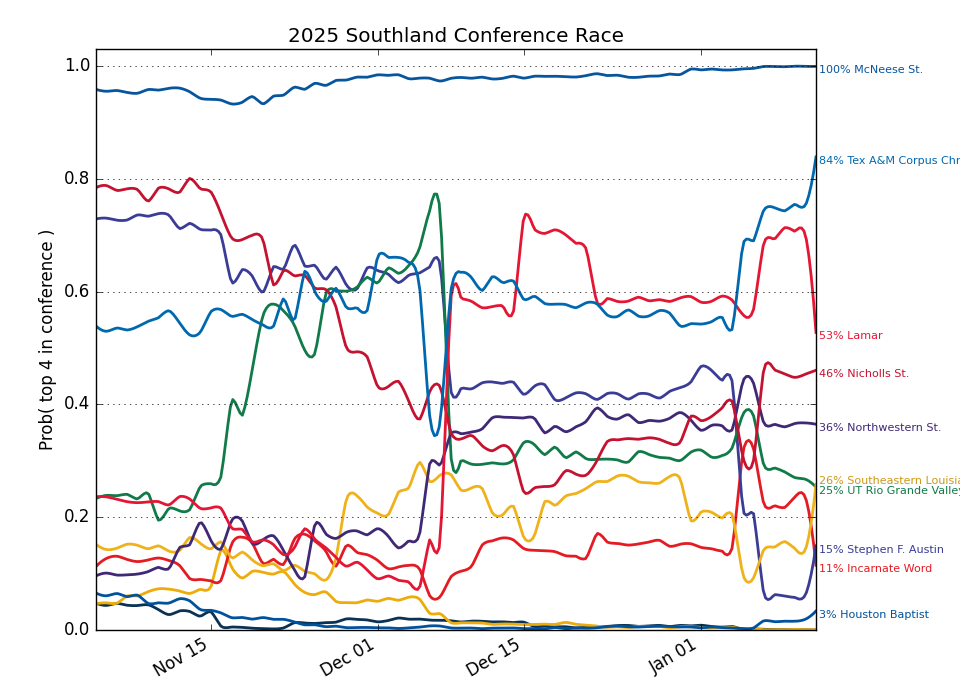 2025 Southland Conference Race
Prob( top 4 in conference )
1.0
0.8
0.6
0.4
0.2
0.0
Nov 15
Dec 01
Dec 15
Jan 01
100% McNeese St.
84% Tex A&M Corpus Chr
53% Lamar
46% Nicholls St.
36% Northwestern St.
26% Southeastern Louisia
25% UT Rio Grande Valley
15% Stephen F. Austin
11% Incarnate Word
3% Houston Baptist